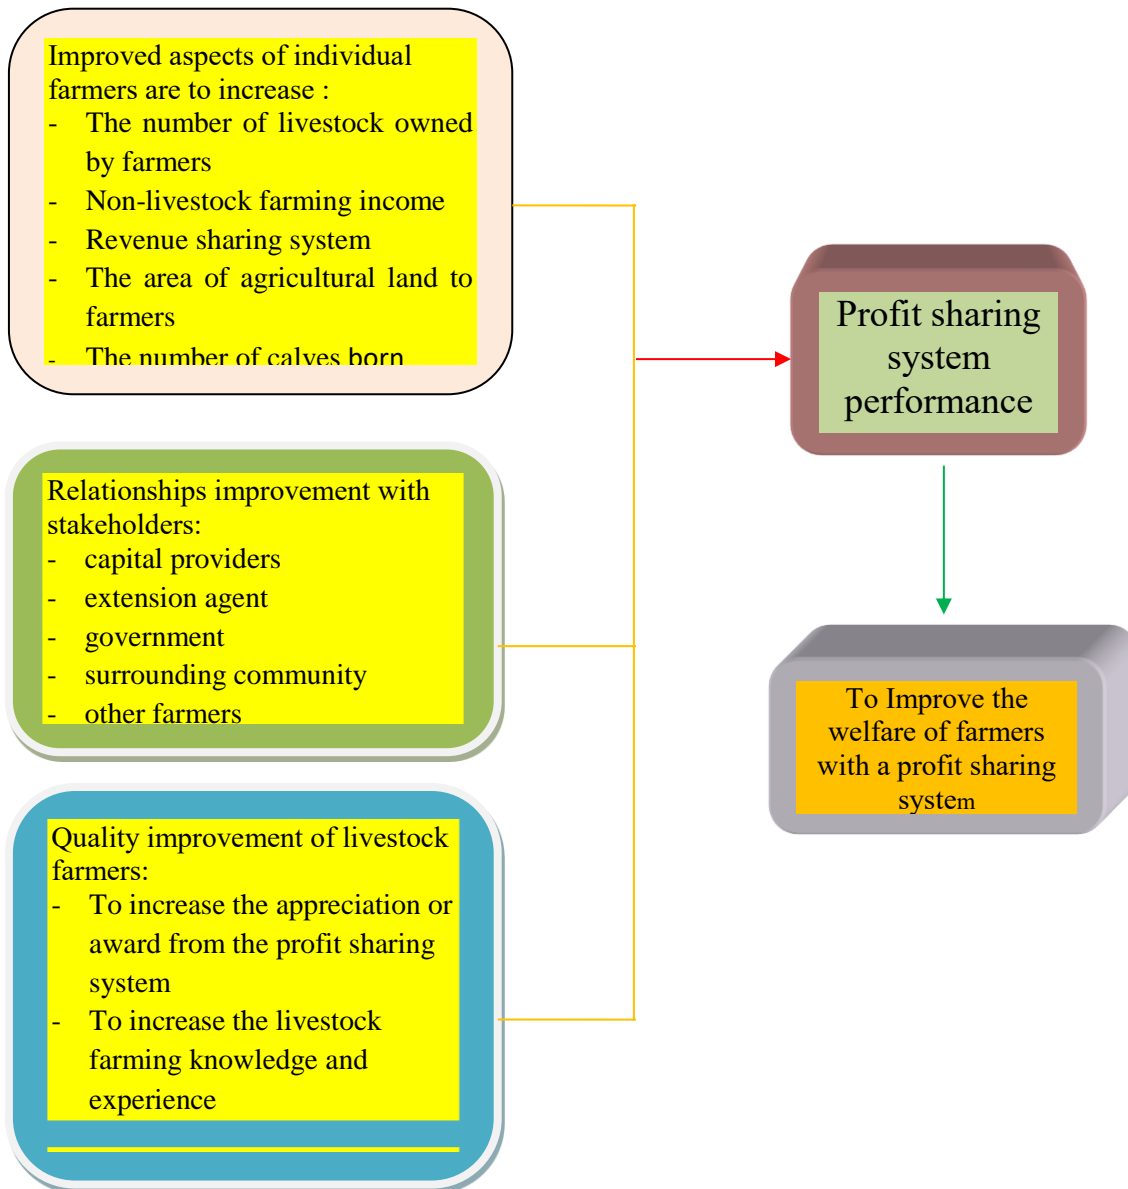 Improved aspects of individual
farmers are to increase :
- The number of livestock owned
by farmers
- Non-livestock farming income
- Revenue sharing system
- The area of agricultural land to
farmers
- The number of calves born
Relationships improvement with
stakeholders:
- capital providers
- extension agent
- government
- surrounding community
- other farmers
Quality improvement of livestock
farmers:
- To increase the appreciation or
award from the profit sharing
system
- To increase the livestock
farming knowledge and
experience
Profit sharing
system
performance
To Improve the
welfare of farmers
with a profit sharing
system